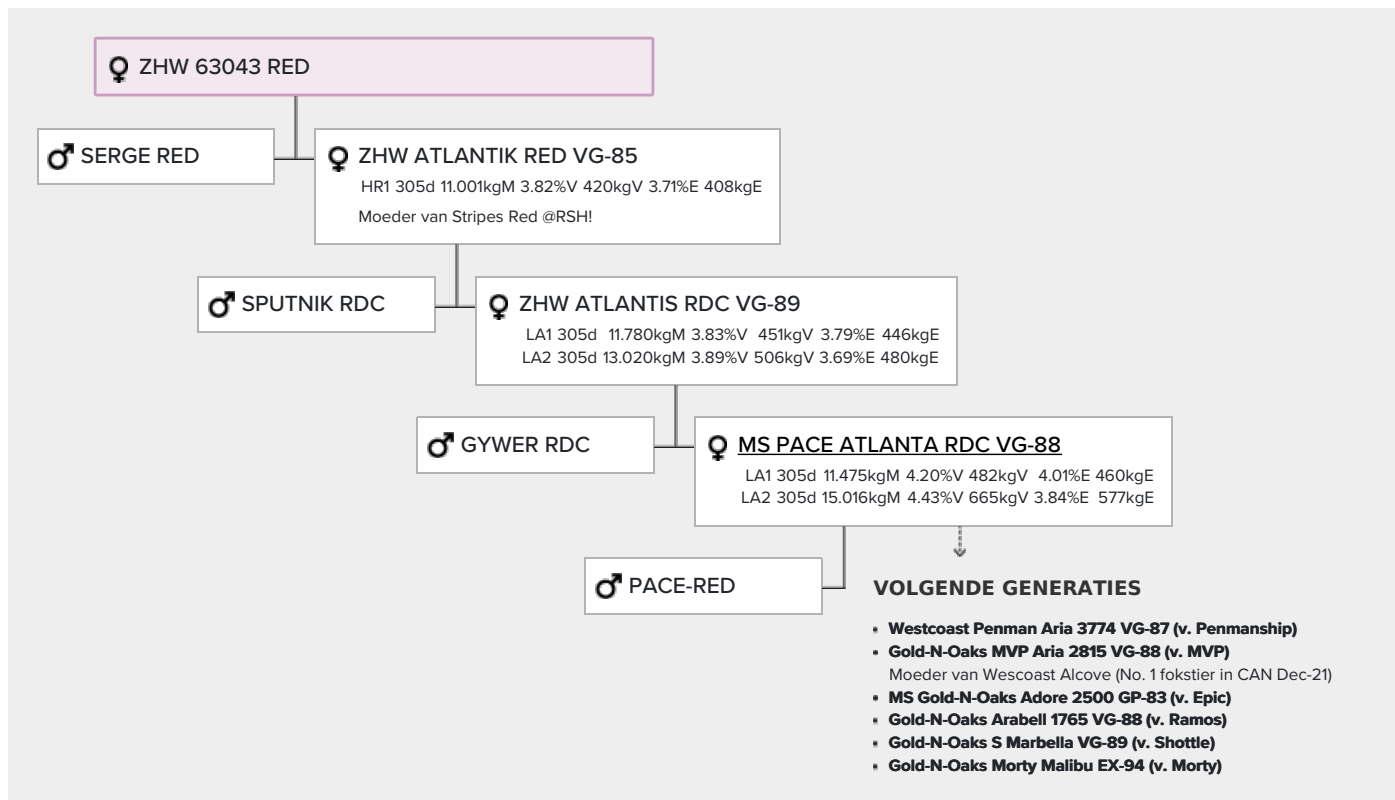 ZHW 63043 RED
SERGE RED
ZHW ATLANTIK RED VG-85
HR1 305d 11.001kgM 3.82%V 420kgV 3.71%E 408kgE
Moeder van Stripes Red @RSH!
SPUTNIK RDC
ZHW ATLANTIS RDC VG-89
LA1 305d 11.780kgM 3.83%V 451kgV 3.79%E 446kgE
LA2 305d 13.020kgM 3.89%V 506kgV 3.69%E 480kgE
GYWER RDC
MS PACE ATLANTA RDC VG-88
LA1 305d 11.475kgM 4.20%V 482kgV 4.01%E 460kgE
LA2 305d 15.016kgM 4.43%V 665kgV 3.84%E 577kgE
PACE-RED
VOLGENDE GENERATIES
▪ Westcoast Penman Aria 3774 VG-87 (v. Penmanship)
▪ Gold-N-Oaks MVP Aria 2815 VG-88 (v. MVP)
Moeder van Wescoast Alcove (No. 1 fokstier in CAN Dec-21)
▪ MS Gold-N-Oaks Adore 2500 GP-83 (v. Epic)
▪ Gold-N-Oaks Arabell 1765 VG-88 (v. Ramos)
▪ Gold-N-Oaks S Marbella VG-89 (v. Shottle)
▪ Gold-N-Oaks Morty Malibu EX-94 (v. Morty)